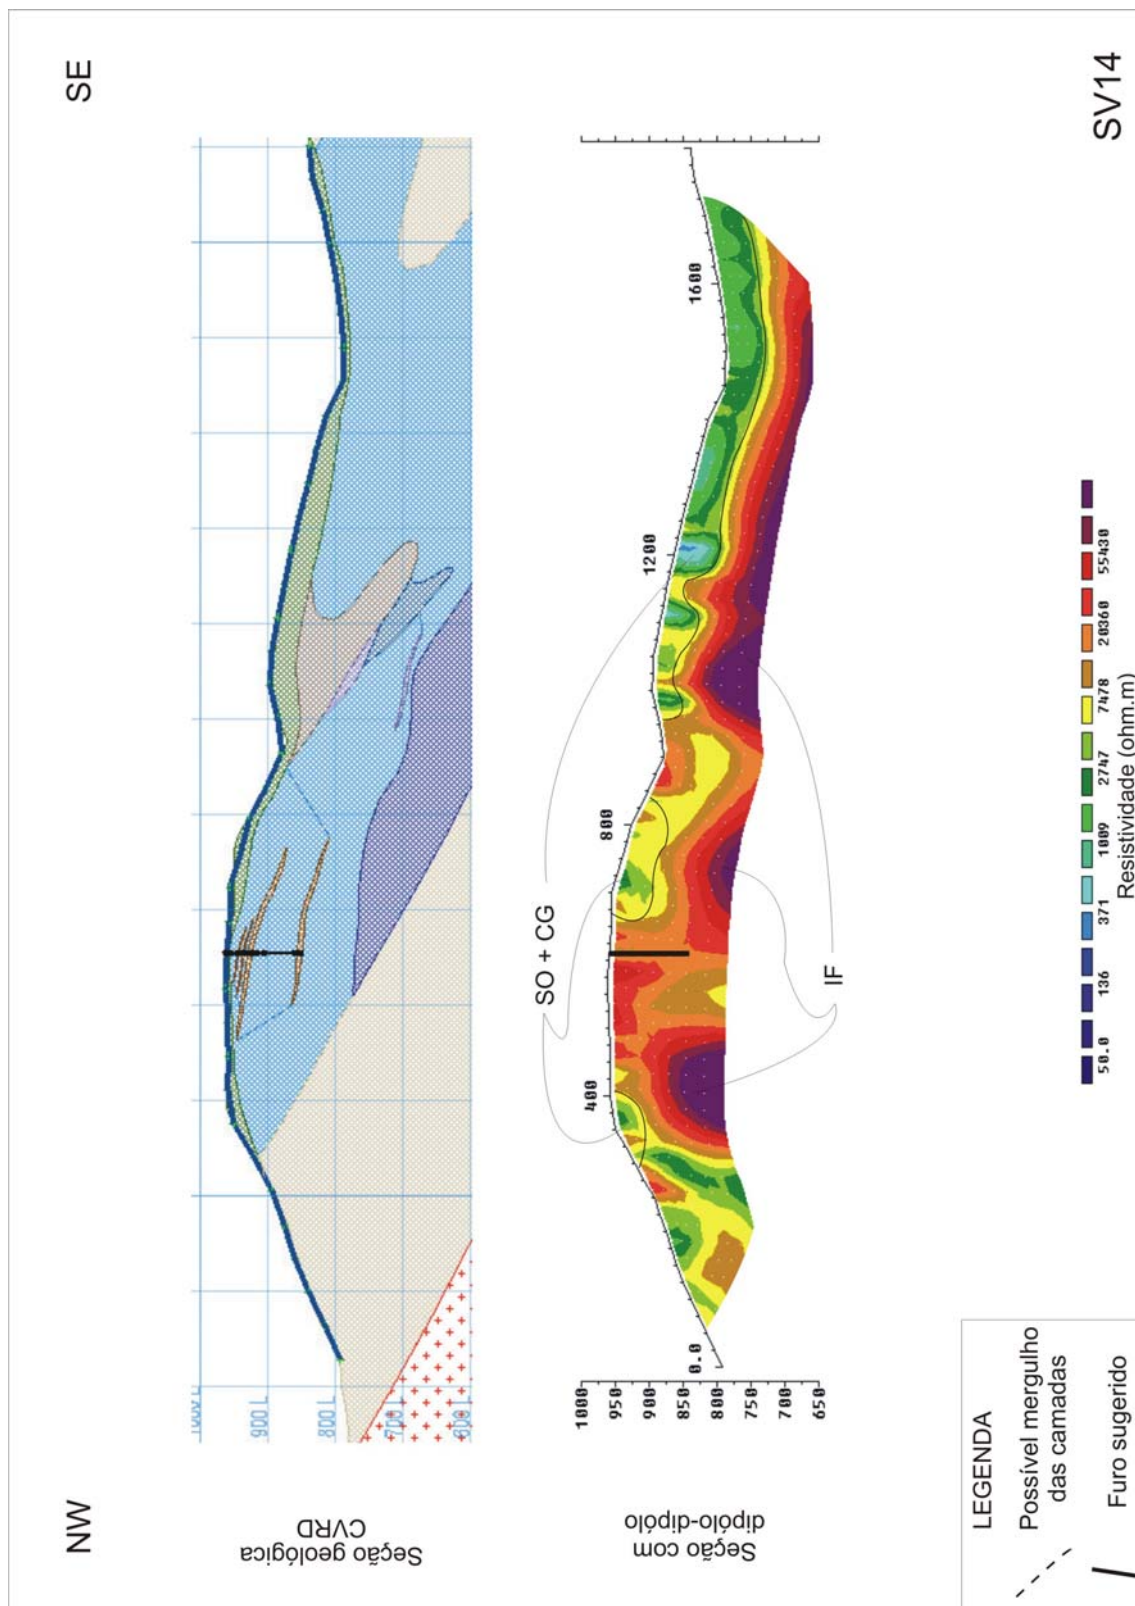 NW
SE
Seção geológica
CVRD
900 L
800 L
700 L
Seção com
dipólo-dipólo
1000
950
900
850
800
750
700
650
0.0
400
800
1200
1600
SO + CG
IF
LEGENDA
Possível mergulho
das camadas
Furo sugerido
50.0
136
371
1009
2747
7478
20360
55430
Resistividade (ohm.m)
SV14